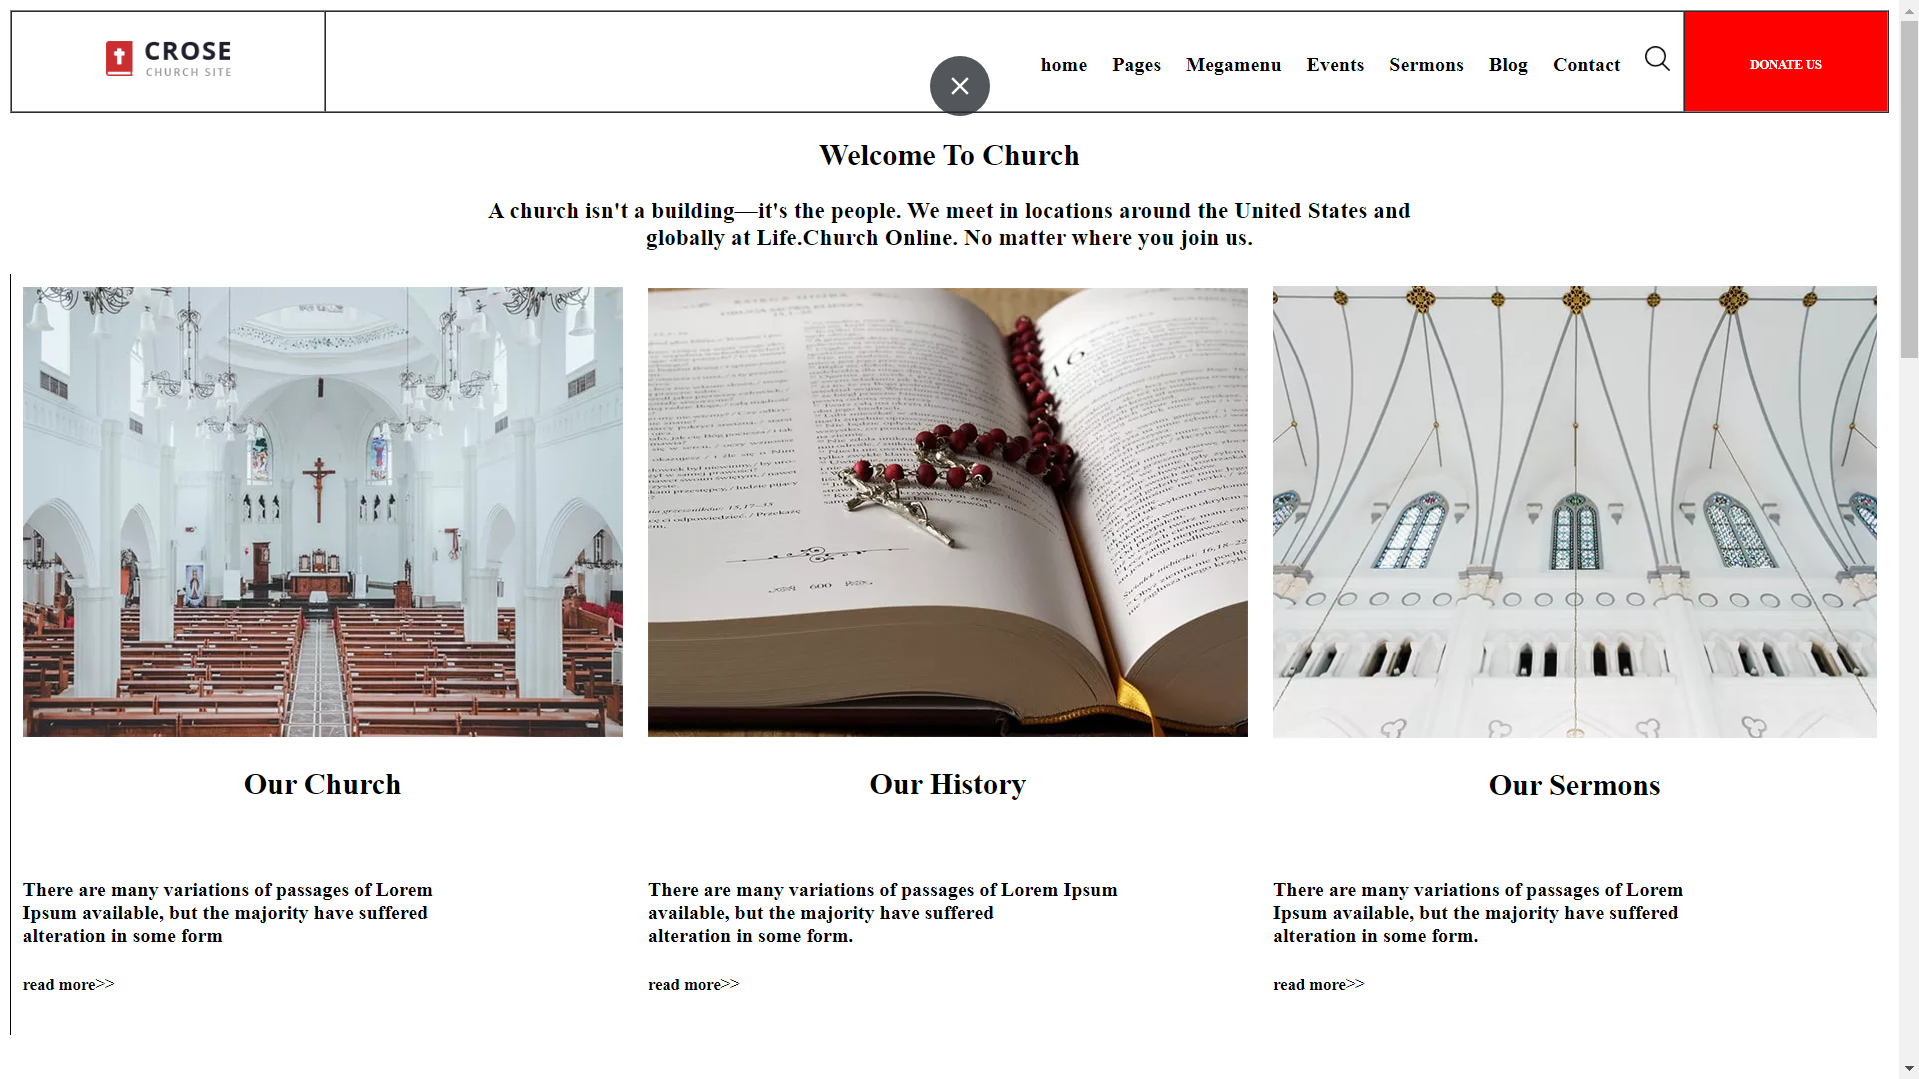 CROSE
CHURCH SITE
home Pages Megamenu Events Sermons Blog Contact
DONATE US
Welcome To Church
A church isn't a building—it's the people. We meet in locations around the United States and
globally at Life.Church Online. No matter where you join us.
16
600
Our Church
Our History
Our Sermons
There are many variations of passages of Lorem
Ipsum available, but the majority have suffered
alteration in some form
read more>>
There are many variations of passages of Lorem Ipsum
available, but the majority have suffered
alteration in some form.
read more>>
There are many variations of passages of Lorem
Ipsum available, but the majority have suffered
alteration in some form.
read more>>